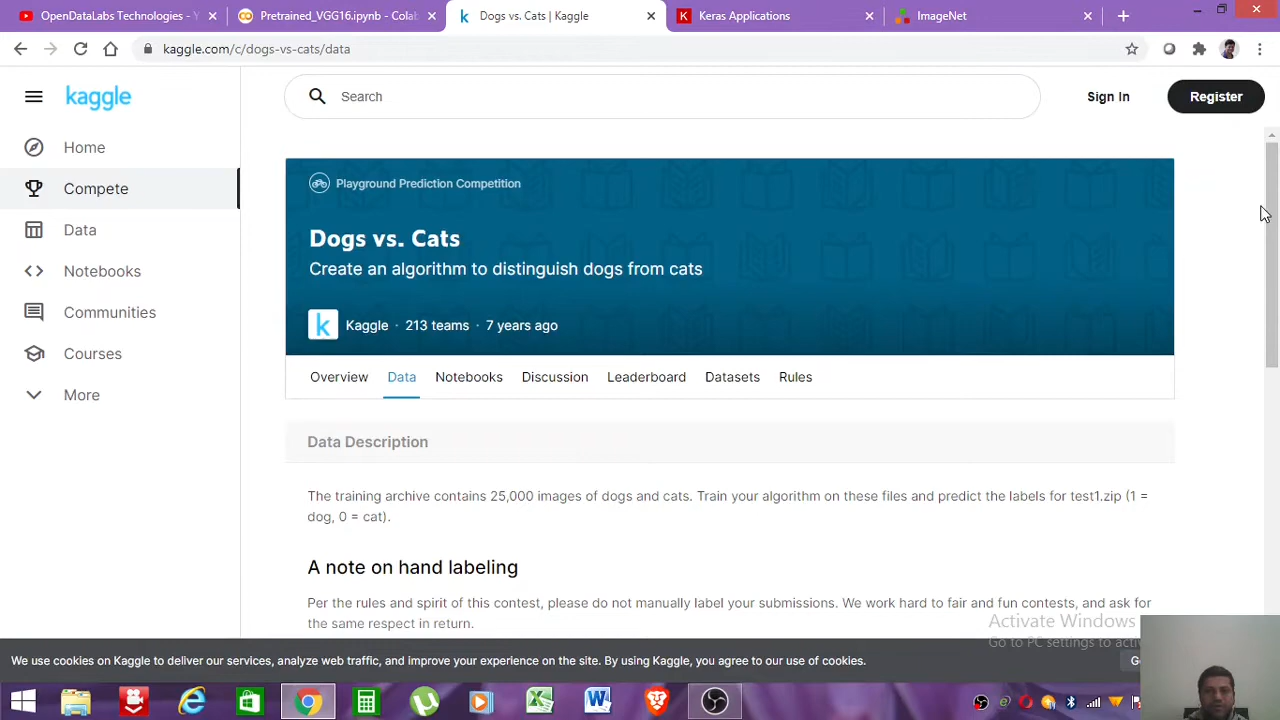 OpenDataLabs Technologies - Y
Pretrained_VGG16.ipynb - Colab
Dogs vs. Cats | Kaggle
Keras Applications
ImageNet
kaggle.com/c/dogs-vs-cats/data
kaggle
Search
Sign In
Register
Home
Compete
Data
Notebooks
Communities
Courses
More
Playground Prediction Competition
Dogs vs. Cats
Create an algorithm to distinguish dogs from cats
k
Kaggle · 213 teams · 7 years ago
Overview
Data
Notebooks
Discussion
Leaderboard
Datasets
Rules
Data Description
The training archive contains 25,000 images of dogs and cats. Train your algorithm on these files and predict the labels for test1.zip (1 =
dog, 0 = cat).
A note on hand labeling
Per the rules and spirit of this contest, please do not manually label your submissions. We work hard to fair and fun contests, and ask for
the same respect in return.
Activate Windows
Go to PC settings to
We use cookies on Kaggle to deliver our services, analyze web traffic, and improve your experience on the site. By using Kaggle, you agree to our use of cookies.